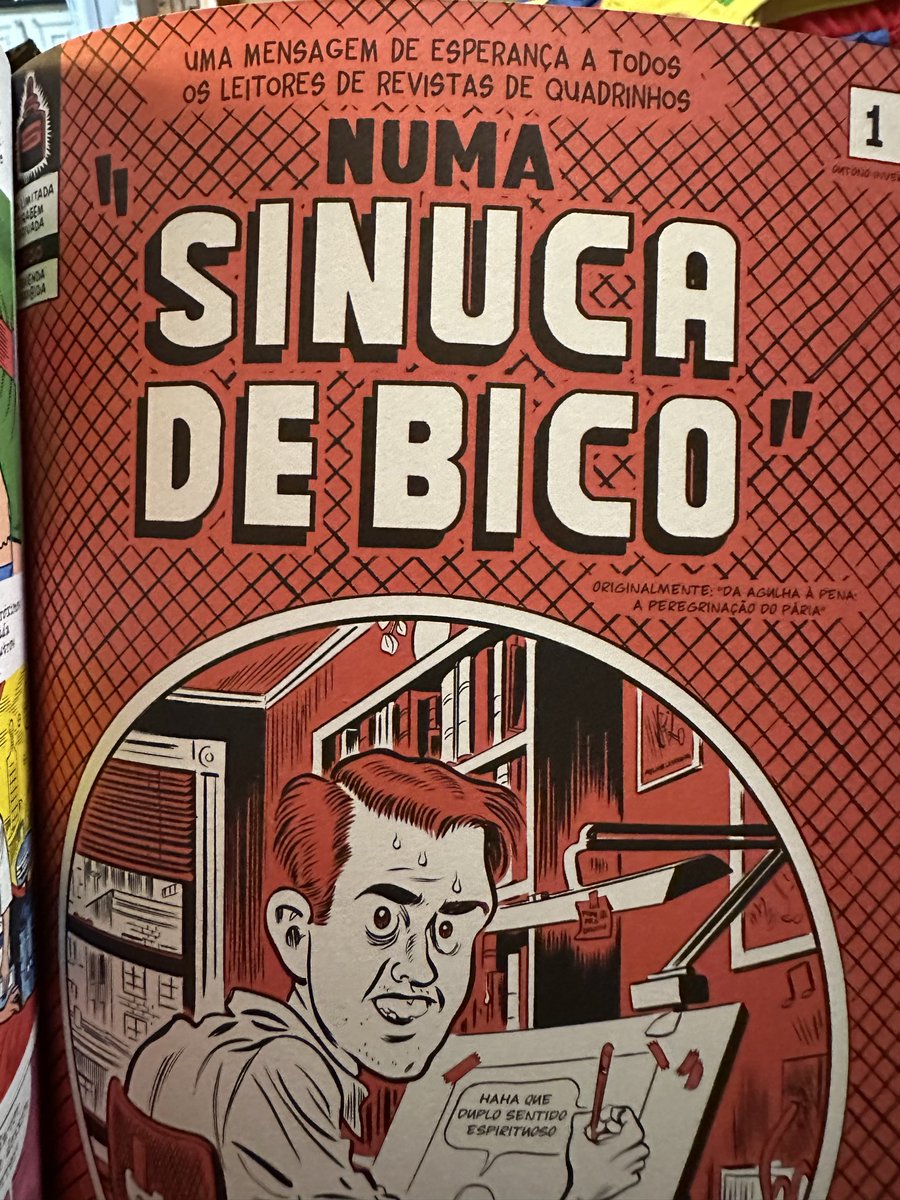 UMA MENSAGEM DE ESPERANÇA A TODOS
OS LEITORES DE REVISTAS DE QUADRINHOS
1
NUMA
"SINUCA
DE BICO"
ORIGINALMENTE: "DA AGULHA À PENA:
A PEREGRINAÇÃO DO PÁRIA"
HAHA QUE
DUPLO SENTIDO
ESPIRITUOSO